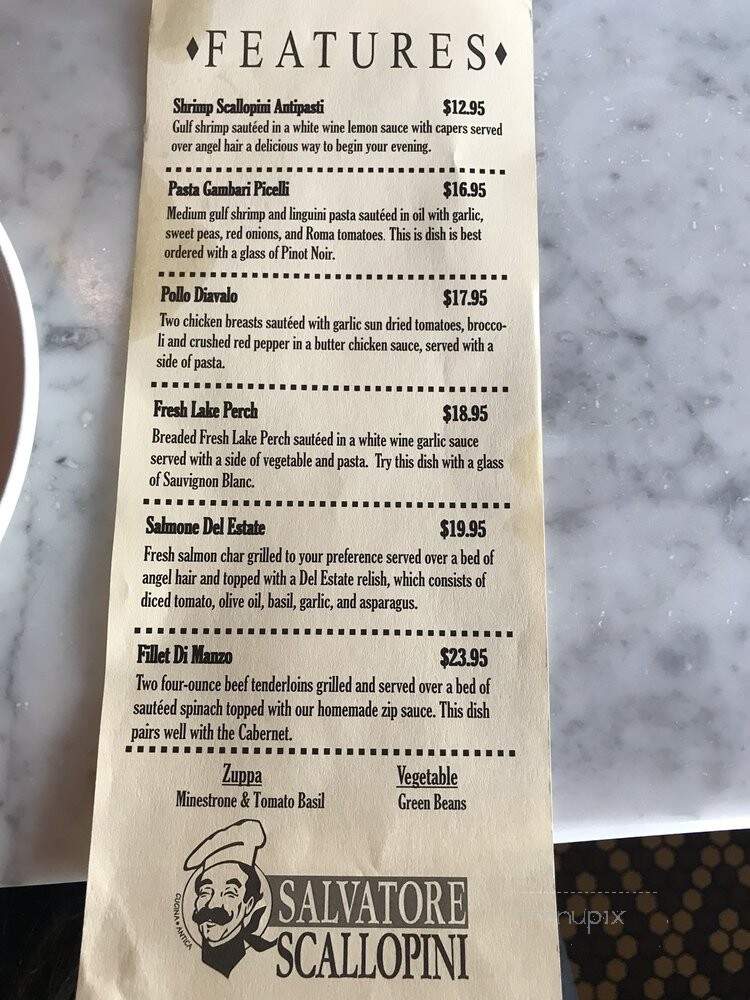 ♦FEATURES♦
Shrimp Scallopini Antipasti $12.95
Gulf shrimp sautéed in a white wine lemon sauce with capers served
over angel hair a delicious way to begin your evening.
Pasta Gambari Picelli $16.95
Medium gulf shrimp and linguini pasta sautéed in oil with garlic,
sweet peas, red onions, and Roma tomatoes. This is dish is best
ordered with a glass of Pinot Noir.
Pollo Diavalo $17.95
Two chicken breasts sautéed with garlic sun dried tomatoes, brocco-
li and crushed red pepper in a butter chicken sauce, served with a
side of pasta.
Fresh Lake Perch $18.95
Breaded Fresh Lake Perch sautéed in a white wine garlic sauce
served with a side of vegetable and pasta. Try this dish with a glass
of Sauvignon Blanc.
Salmone Del Estate $19.95
Fresh salmon char grilled to your preference served over a bed of
angel hair and topped with a Del Estate relish, which consists of
diced tomato, olive oil, basil, garlic, and asparagus.
Fillet Di Manzo $23.95
Two four-ounce beef tenderloins grilled and served over a bed of
sautéed spinach topped with our homemade zip sauce. This dish
pairs well with the Cabernet.
Zuppa Vegetable
Minestrone & Tomato Basil Green Beans
CUCINA • ANTICA
SALVATORE
SCALLOPINI